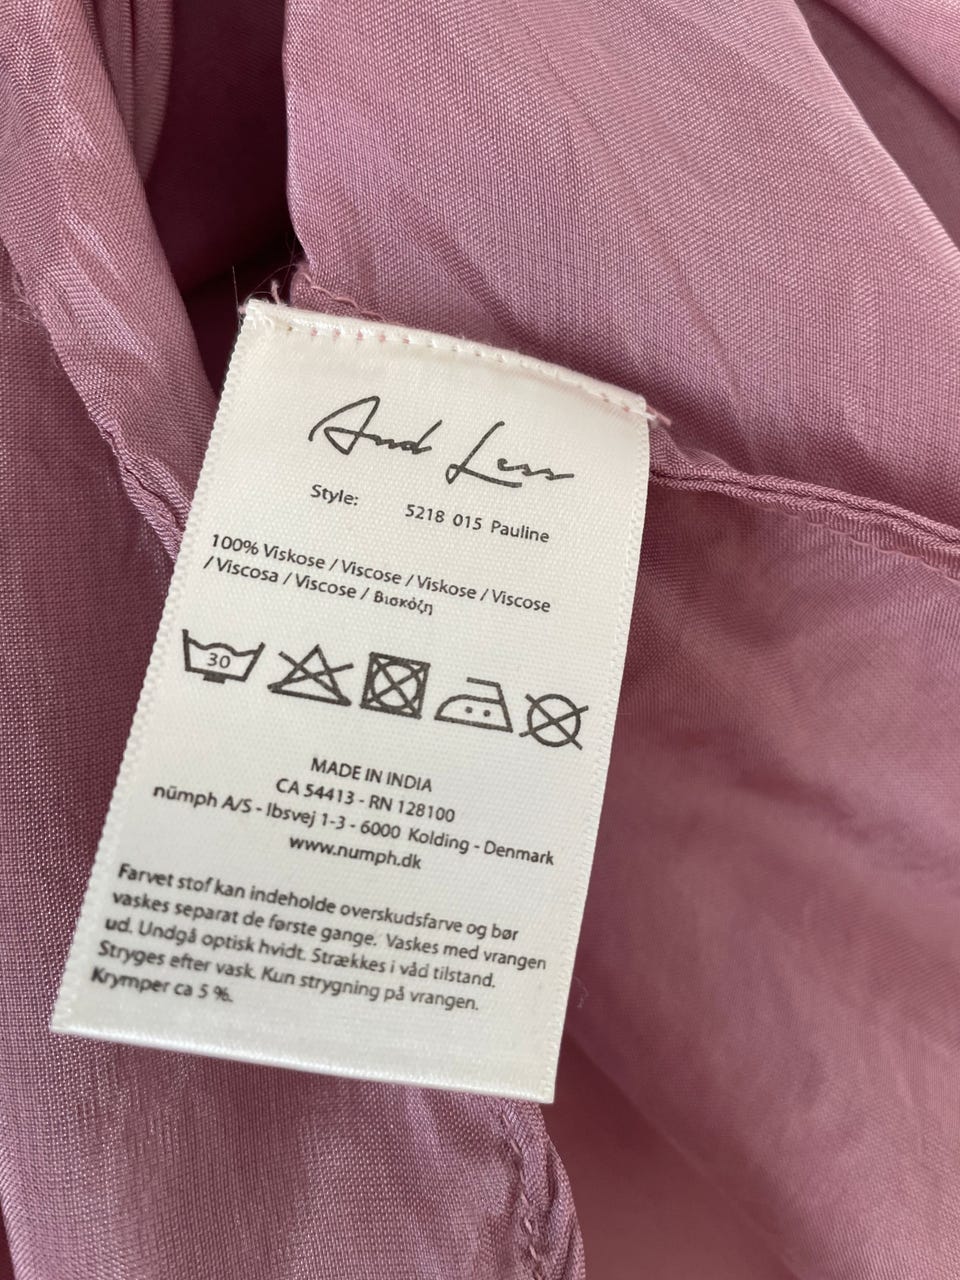 And Less
Style: 5218 015 Pauline
100% Viskose / Viscose / Viskose / Viscose
/ Viscosa / Viscose / Βισκόζη
30
MADE IN INDIA
CA 54413 - RN 128100
nümph A/S - Ibsvej 1-3 - 6000 Kolding - Denmark
www.numph.dk
Farvet stof kan indeholde overskudsfarve og bør
vaskes separat de første gange. Vaskes med vrangen
ud. Undgå optisk hvidt. Strækkes i våd tilstand.
Stryges efter vask. Kun strygning på vrangen.
Krymper ca 5 %.